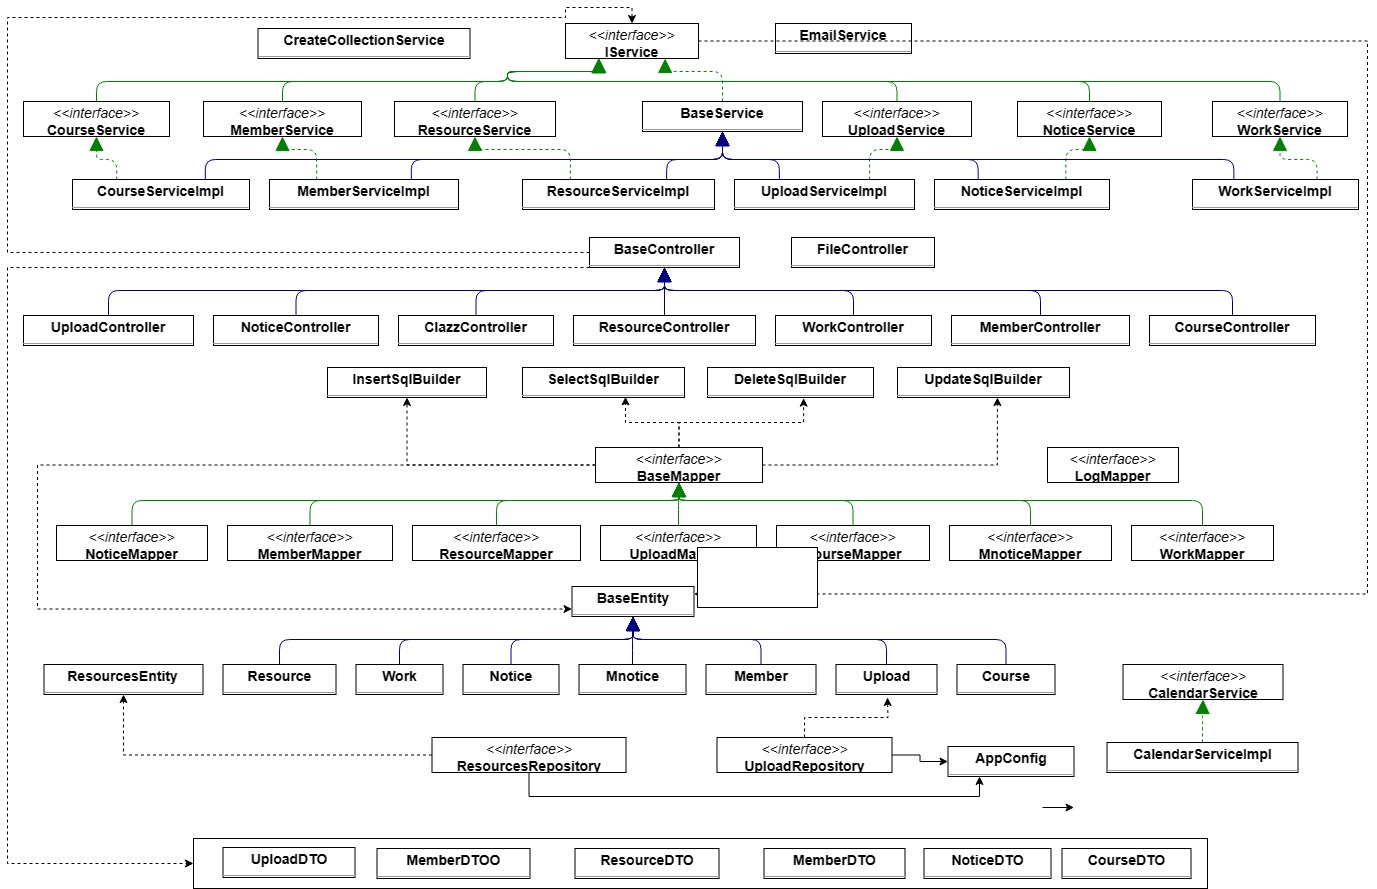 <<interface>>
IService
CreateCollectionService
EmailService
<<interface>>
CourseService
<<interface>>
MemberService
<<interface>>
ResourceService
BaseService
<<interface>>
UploadService
<<interface>>
NoticeService
<<interface>>
WorkService
CourseServiceImpl
MemberServiceImpl
ResourceServiceImpl
UploadServiceImpl
NoticeServiceImpl
WorkServiceImpl
BaseController
FileController
UploadController
NoticeController
ClazzController
ResourceController
WorkController
MemberController
CourseController
InsertSqlBuilder
SelectSqlBuilder
DeleteSqlBuilder
UpdateSqlBuilder
<<interface>>
BaseMapper
<<interface>>
LogMapper
<<interface>>
NoticeMapper
<<interface>>
MemberMapper
<<interface>>
ResourceMapper
<<interface>>
UploadMa
<<interface>>
ourseMapper
<<interface>>
MnoticeMapper
<<interface>>
WorkMapper
BaseEntity
ResourcesEntity
Resource
Work
Notice
Mnotice
Member
Upload
Course
<<interface>>
CalendarService
<<interface>>
ResourcesRepository
<<interface>>
UploadRepository
AppConfig
CalendarServiceImpl
UploadDTO
MemberDTOO
ResourceDTO
MemberDTO
NoticeDTO
CourseDTO